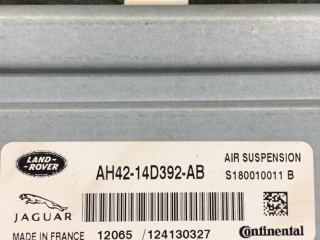 LAND-
ROVER
AH42-14D392-AB
AIR SUSPENSION
S180010011 B
JAGUAR
MADE IN FRANCE 12065 /124130327
Continental